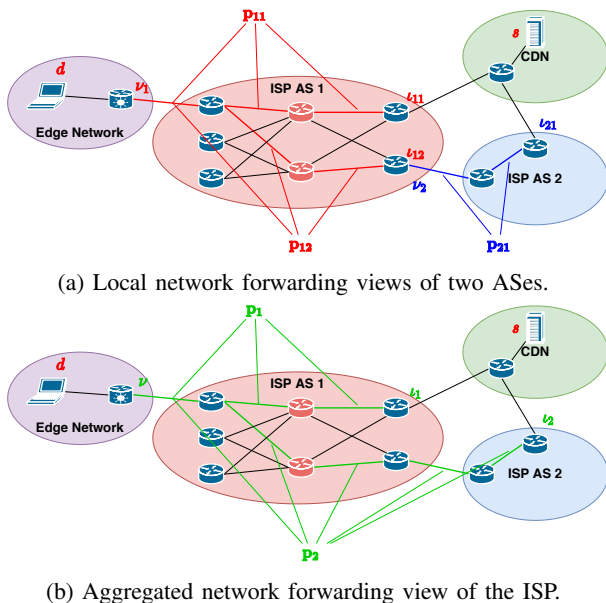 p11
s
CDN
d
ν1
ISP AS 1
ι11
Edge Network
ι21
ι12
ISP AS 2
ν2
p12
p21
(a) Local network forwarding views of two ASes.
p1
s
CDN
d
ν
ISP AS 1
ι1
Edge Network
ι2
ISP AS 2
p2
(b) Aggregated network forwarding view of the ISP.